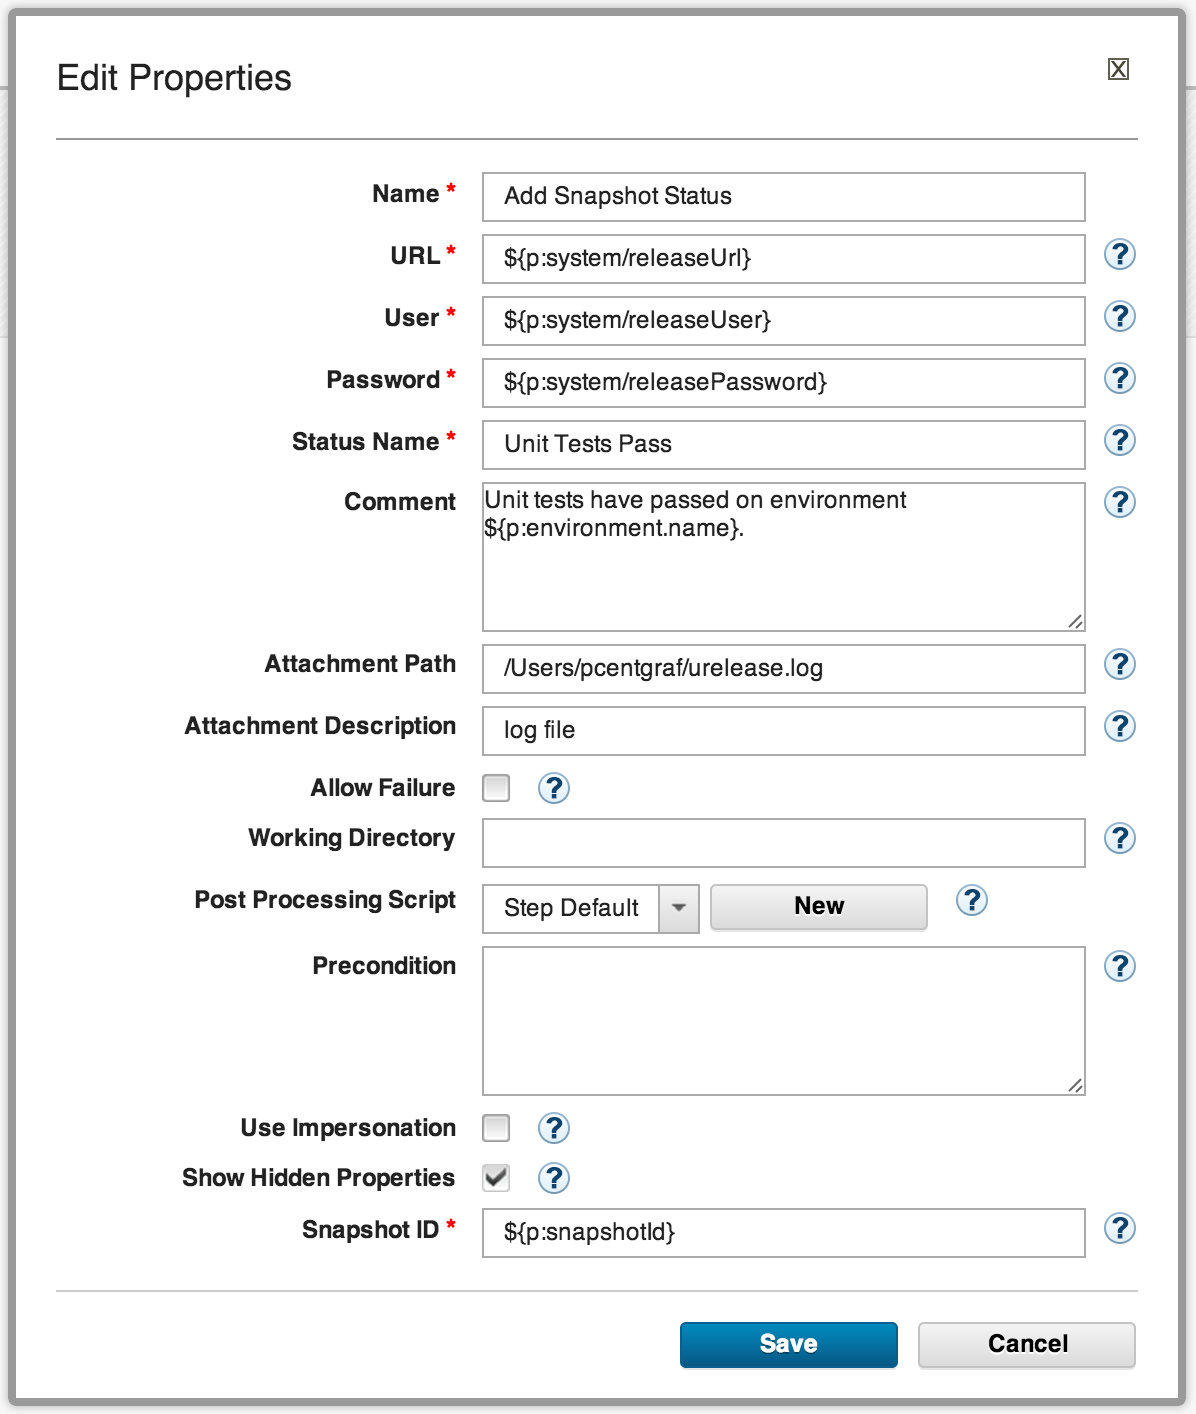 Edit Properties
X
Name *
Add Snapshot Status
URL *
${p:system/releaseUrl}
?
User *
${p:system/releaseUser}
?
Password *
${p:system/releasePassword}
?
Status Name *
Unit Tests Pass
?
Comment
Unit tests have passed on environment
${p:environment.name}.
?
Attachment Path
/Users/pcentgraf/urelease.log
?
Attachment Description
log file
?
Allow Failure
?
Working Directory
?
Post Processing Script
Step Default
New
?
Precondition
?
Use Impersonation
?
Show Hidden Properties
?
Snapshot ID *
${p:snapshotId}
?
Save
Cancel